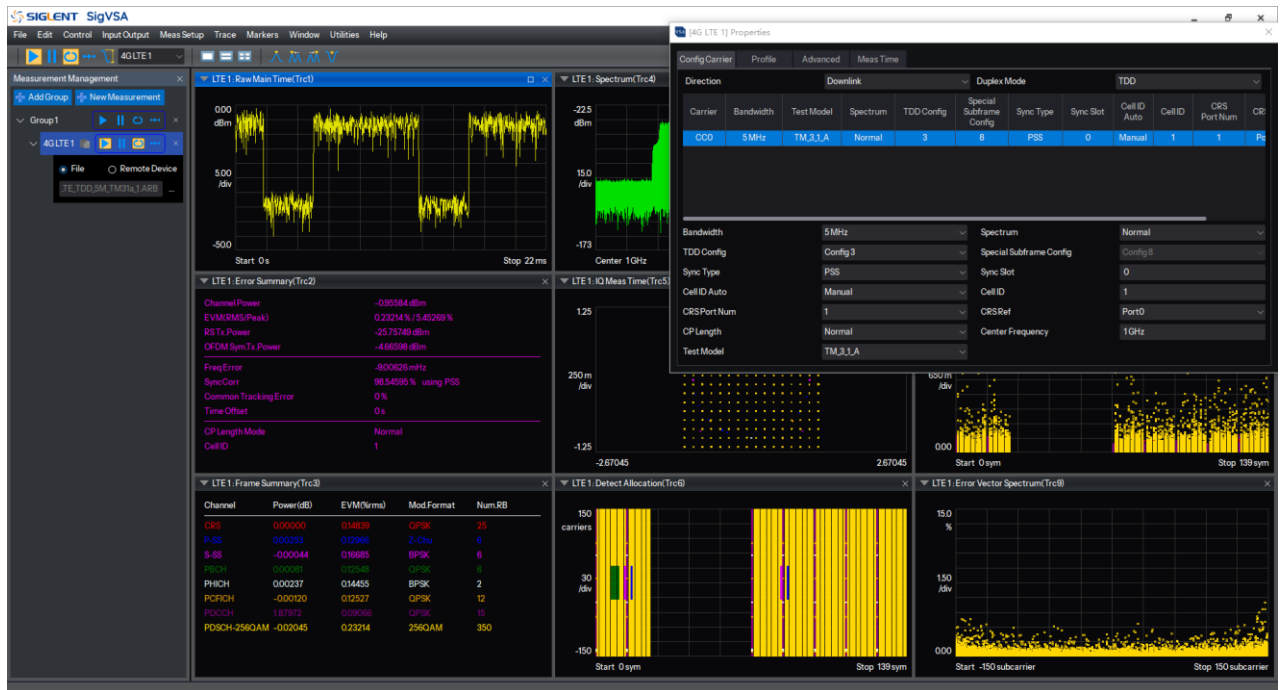 SIGLENT SigVSA
File Edit Control Input Output Meas Setup Trace Markers Window Utilities Help
4G LTE 1
Measurement Management
Add Group New Measurement
Group1
4G LTE 1
File Remote Device
.TE_TDD_5M_TM31a_1.ARB ...
LTE 1: Raw Main Time(Trc1)
0.00
dBm
5.00
/div
-50.0
Start 0 s Stop 22 ms
LTE 1: Spectrum(Trc4)
-22.5
dBm
15.0
/div
-173
Center 1 GHz
LTE 1: Error Summary(Trc2)
Channel Power -0.95584 dBm
EVM(RMS/Peak) 0.23214 % / 5.45269 %
RS Tx. Power -25.75749 dBm
OFDM Sym Tx. Power -4.66598 dBm
Freq Error -9.00626 mHz
Sync Corr 98.54595 % using PSS
Common Tracking Error 0 %
Time Offset 0 s
CP Length Mode Normal
Cell ID 1
LTE 1: IQ Meas Time(Trc5)
1.25
250 m
/div
-1.25
-2.67045 2.67045
650 m
/div
0.00
Start 0 sym Stop 139 sym
LTE 1: Frame Summary(Trc3)
Channel Power(dB) EVM(%rms) Mod.Format Num.RB
CRS 0.00000 0.14839 QPSK 25
P-SS Z-Chu 6
S-SS -0.00044 0.16685 BPSK 6
PBCH 0.00081 0.12548 QPSK 6
PHICH 0.00237 0.14455 BPSK 2
PCFICH -0.00120 0.12527 QPSK 12
PDCCH 1.87972 0.09066 QPSK 15
PDSCH-256QAM -0.02045 0.23214 256QAM 350
LTE 1: Detect Allocation(Trc6)
150
carriers
30
/div
-150
Start 0 sym Stop 139 sym
LTE 1: Error Vector Spectrum(Trc9)
15.0
%
1.50
/div
0.00
Start -150 subcarrier Stop 150 subcarrier
VSA [4G LTE 1] Properties
Config Carrier Profile Advanced Meas Time
Direction Downlink Duplex Mode TDD
Carrier Bandwidth Test Model Spectrum TDD Config Special Subframe Config Sync Type Sync Slot Cell ID Auto Cell ID CRS Port Num CR
CC0 5 MHz TM_3_1_A Normal 3 8 PSS 0 Manual 1 1 Po
Bandwidth 5 MHz Spectrum Normal
TDD Config Config 3 Special Subframe Config Config 8
Sync Type PSS Sync Slot 0
Cell ID Auto Manual Cell ID 1
CRS Port Num 1 CRS Ref Port0
CP Length Normal Center Frequency 1 GHz
Test Model TM_3_1_A